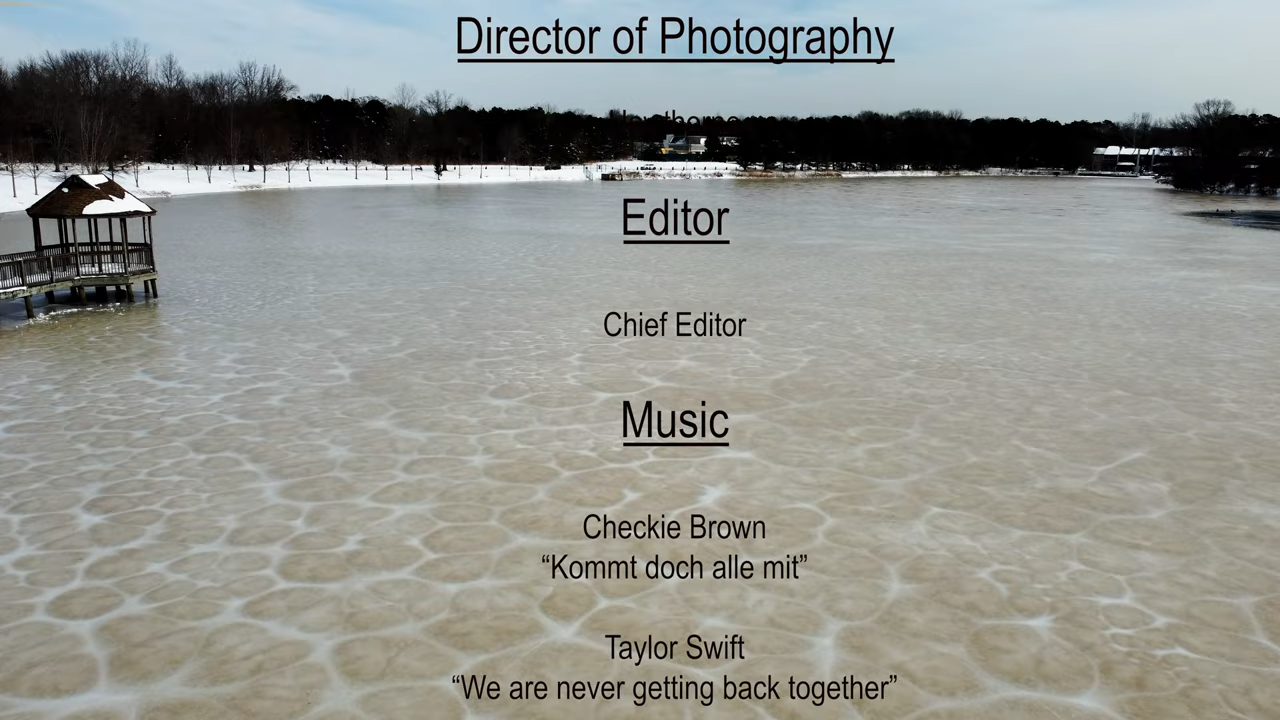 Director of Photography
Editor
Chief Editor
Music
Checkie Brown
“Kommt doch alle mit”
Taylor Swift
“We are never getting back together”